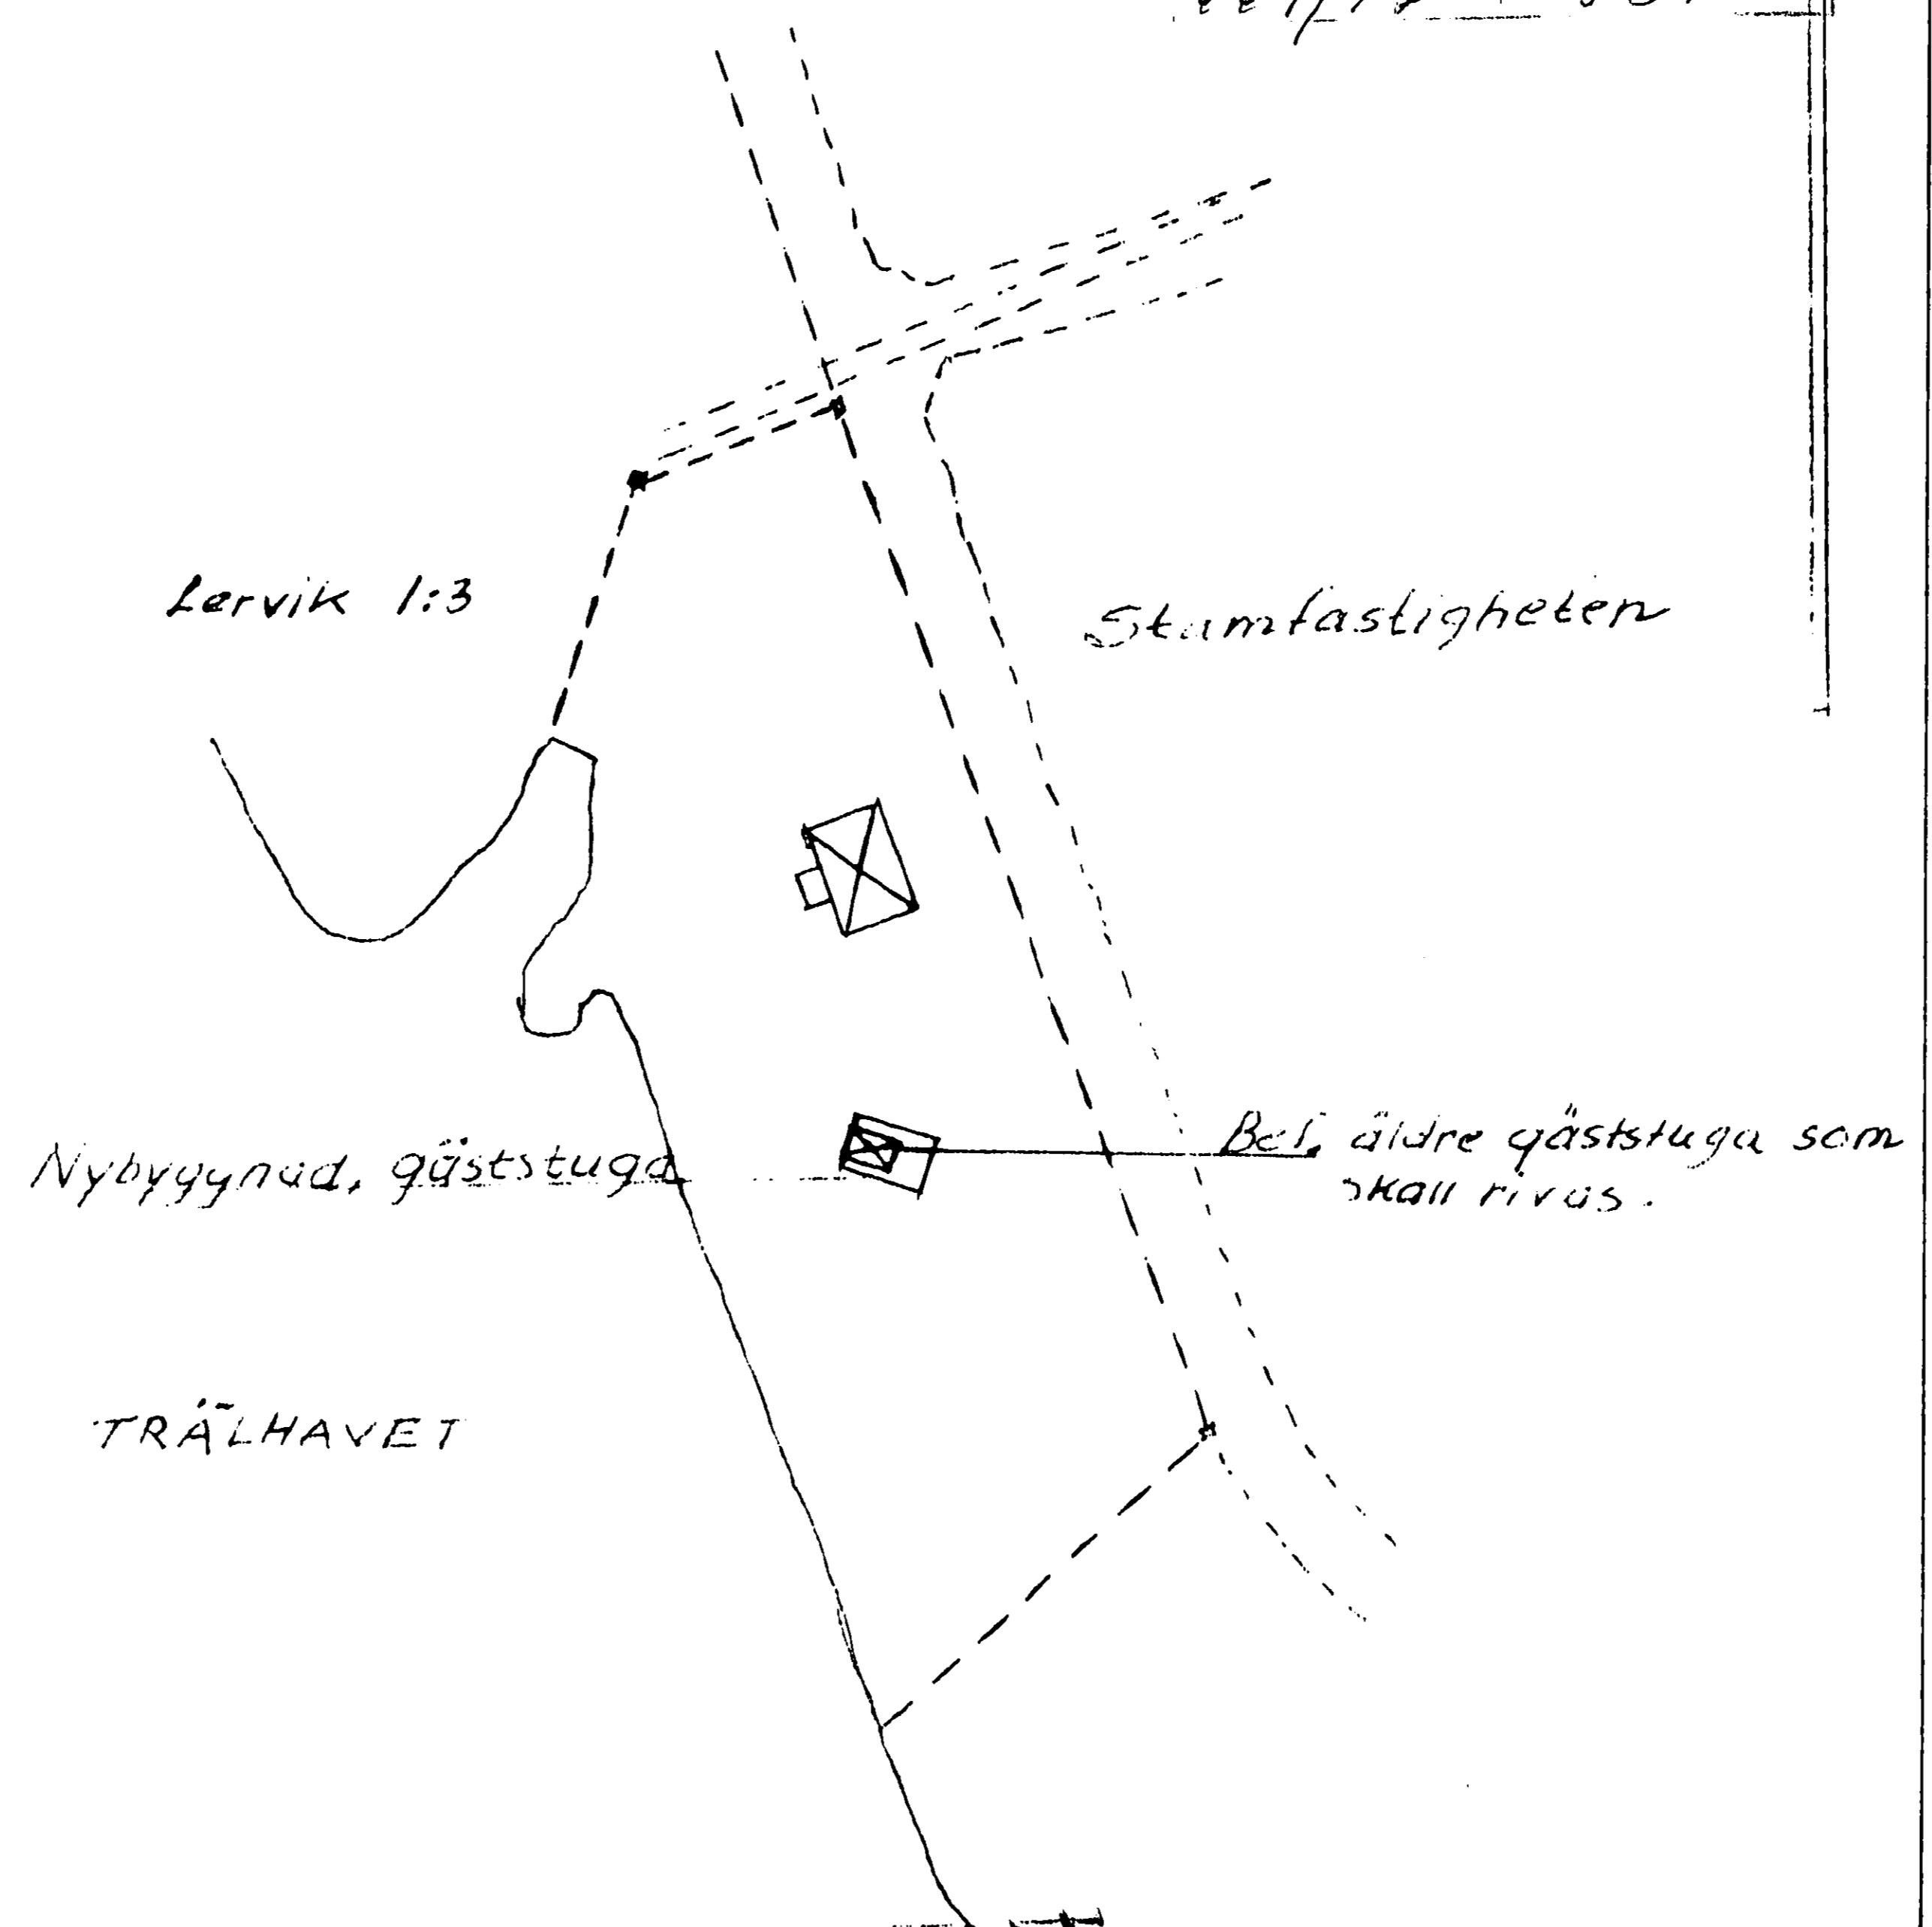 Lervik 1:3
Stamfastigheten
Nybyggnad, gäststuga
Bef. äldre gäststuga som
skall rivas.
TRÄLHAVET